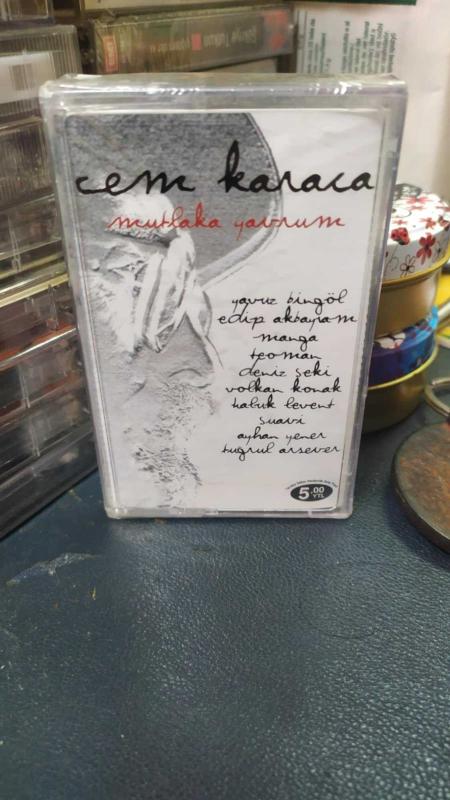 cem karaca
mutlaka yavrum
yavuz bingöl
edip akbayram
manga
teoman
deniz seki
volkan konak
haluk levent
suavi
ayhan yener
tuğrul arsever
5.00
YTL